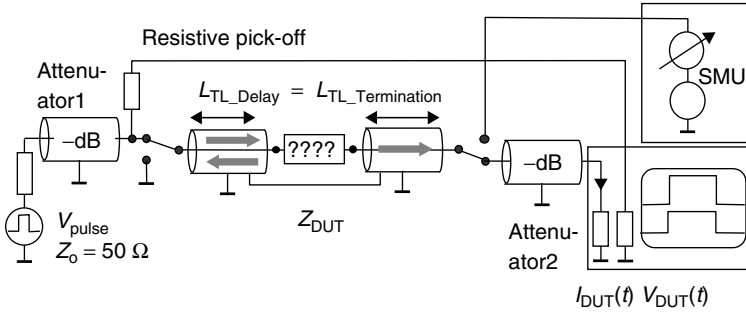 Resistive pick-off
Attenu-
ator1
L_TL_Delay = L_TL_Termination
SMU
–dB
????
–dB
V_pulse
Z_o = 50 Ω
Z_DUT
Attenu-
ator2
I_DUT(t) V_DUT(t)